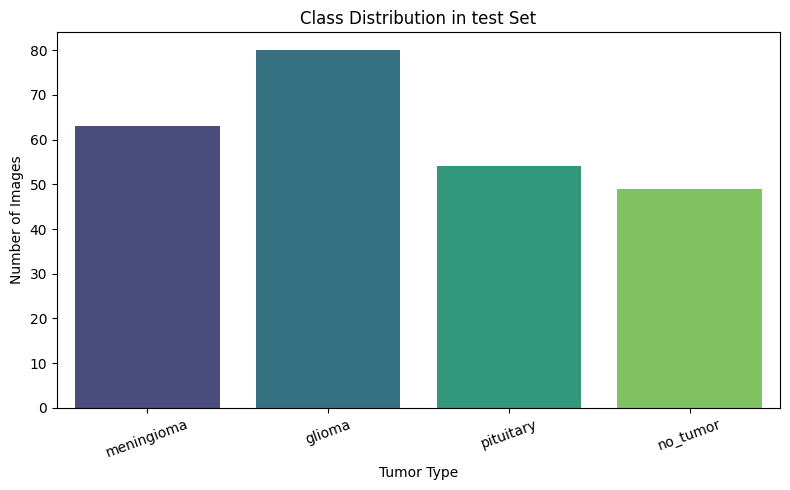 Class Distribution in test Set
Number of Images
80
70
60
50
40
30
20
10
0
meningioma
glioma
pituitary
no_tumor
Tumor Type